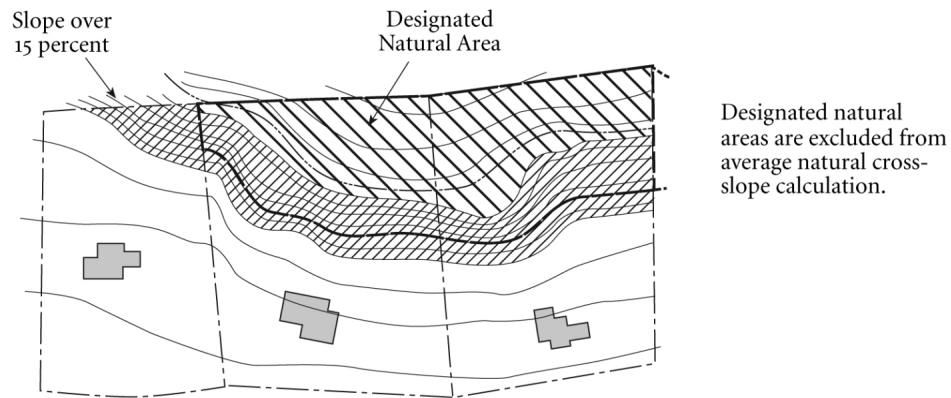 Slope over
15 percent
Designated
Natural Area
Designated natural
areas are excluded from
average natural cross-
slope calculation.